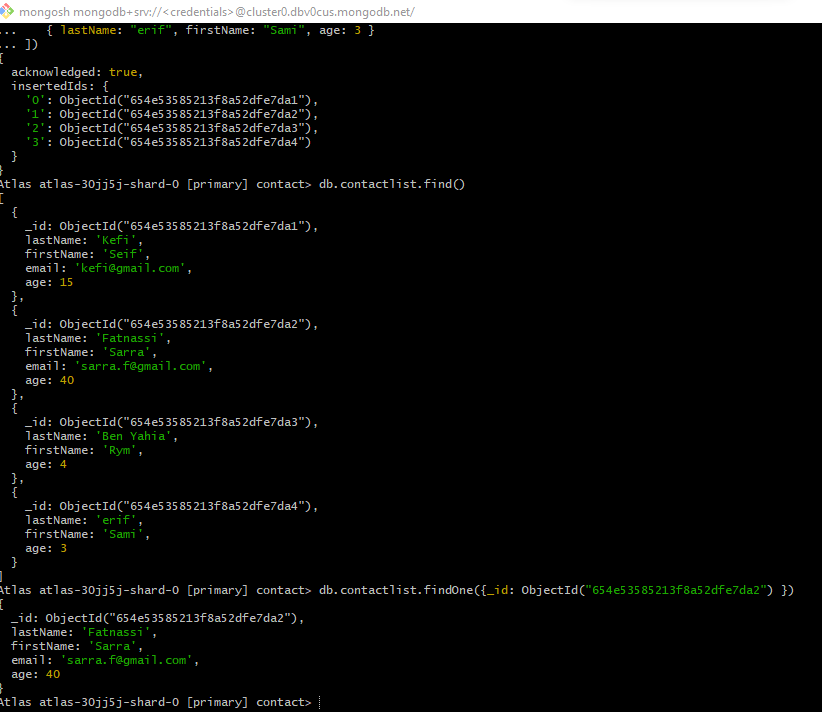 mongosh mongodb+srv://<credentials>@cluster0.dbv0cus.mongodb.net/
... { lastName: "erif", firstName: "Sami", age: 3 }
... ])
{
acknowledged: true,
insertedIds: {
'0': ObjectId("654e53585213f8a52dfe7da1"),
'1': ObjectId("654e53585213f8a52dfe7da2"),
'2': ObjectId("654e53585213f8a52dfe7da3"),
'3': ObjectId("654e53585213f8a52dfe7da4")
}
}
Atlas atlas-30jj5j-shard-0 [primary] contact> db.contactlist.find()
[
{
_id: ObjectId("654e53585213f8a52dfe7da1"),
lastName: 'Kefi',
firstName: 'Seif',
email: 'kefi@gmail.com',
age: 15
},
{
_id: ObjectId("654e53585213f8a52dfe7da2"),
lastName: 'Fatnassi',
firstName: 'Sarra',
email: 'sarra.f@gmail.com',
age: 40
},
{
_id: ObjectId("654e53585213f8a52dfe7da3"),
lastName: 'Ben Yahia',
firstName: 'Rym',
age: 4
},
{
_id: ObjectId("654e53585213f8a52dfe7da4"),
lastName: 'erif',
firstName: 'Sami',
age: 3
}
]
Atlas atlas-30jj5j-shard-0 [primary] contact> db.contactlist.findOne({_id: ObjectId("654e53585213f8a52dfe7da2") })
{
_id: ObjectId("654e53585213f8a52dfe7da2"),
lastName: 'Fatnassi',
firstName: 'Sarra',
email: 'sarra.f@gmail.com',
age: 40
}
Atlas atlas-30jj5j-shard-0 [primary] contact>